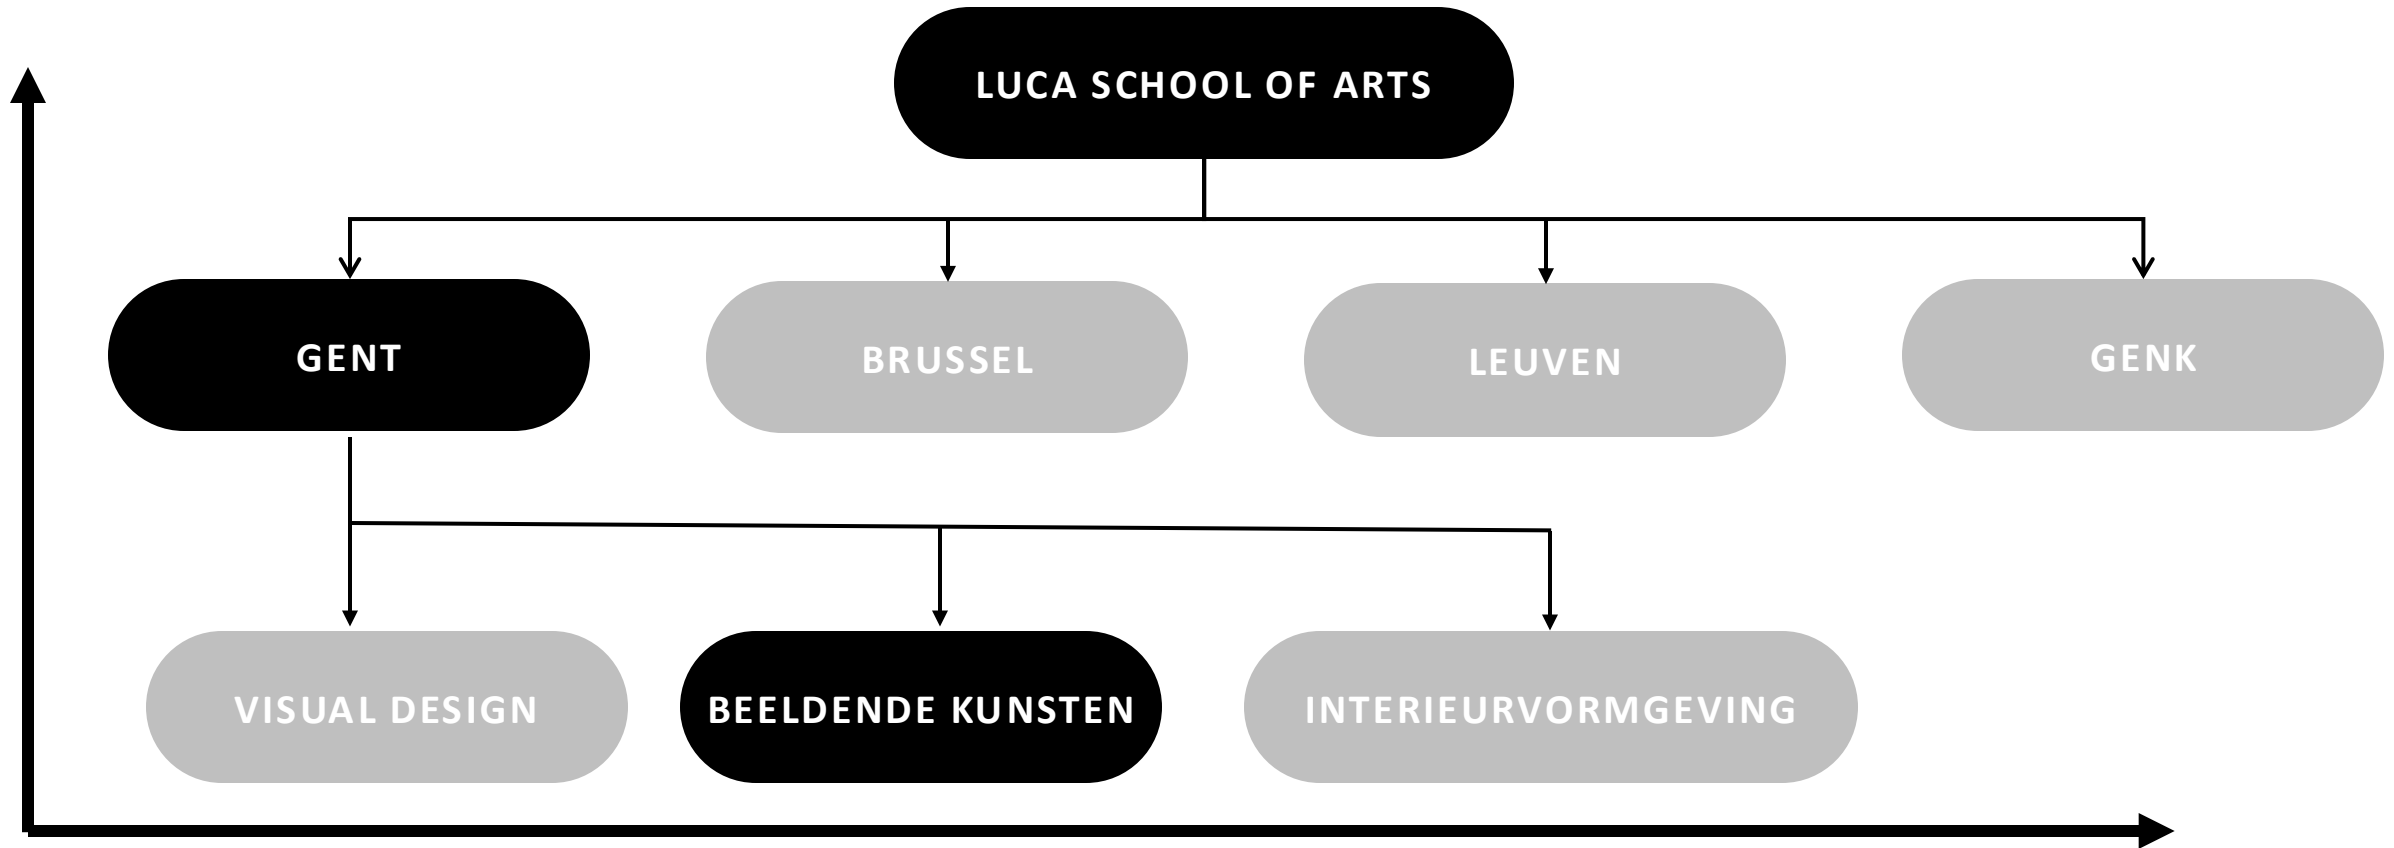 LUCA SCHOOL OF ARTS
GENT
BRUSSEL
LEUVEN
GENK
VISUAL DESIGN
BEELDENDE KUNSTEN
INTERIEURVORMGEVING